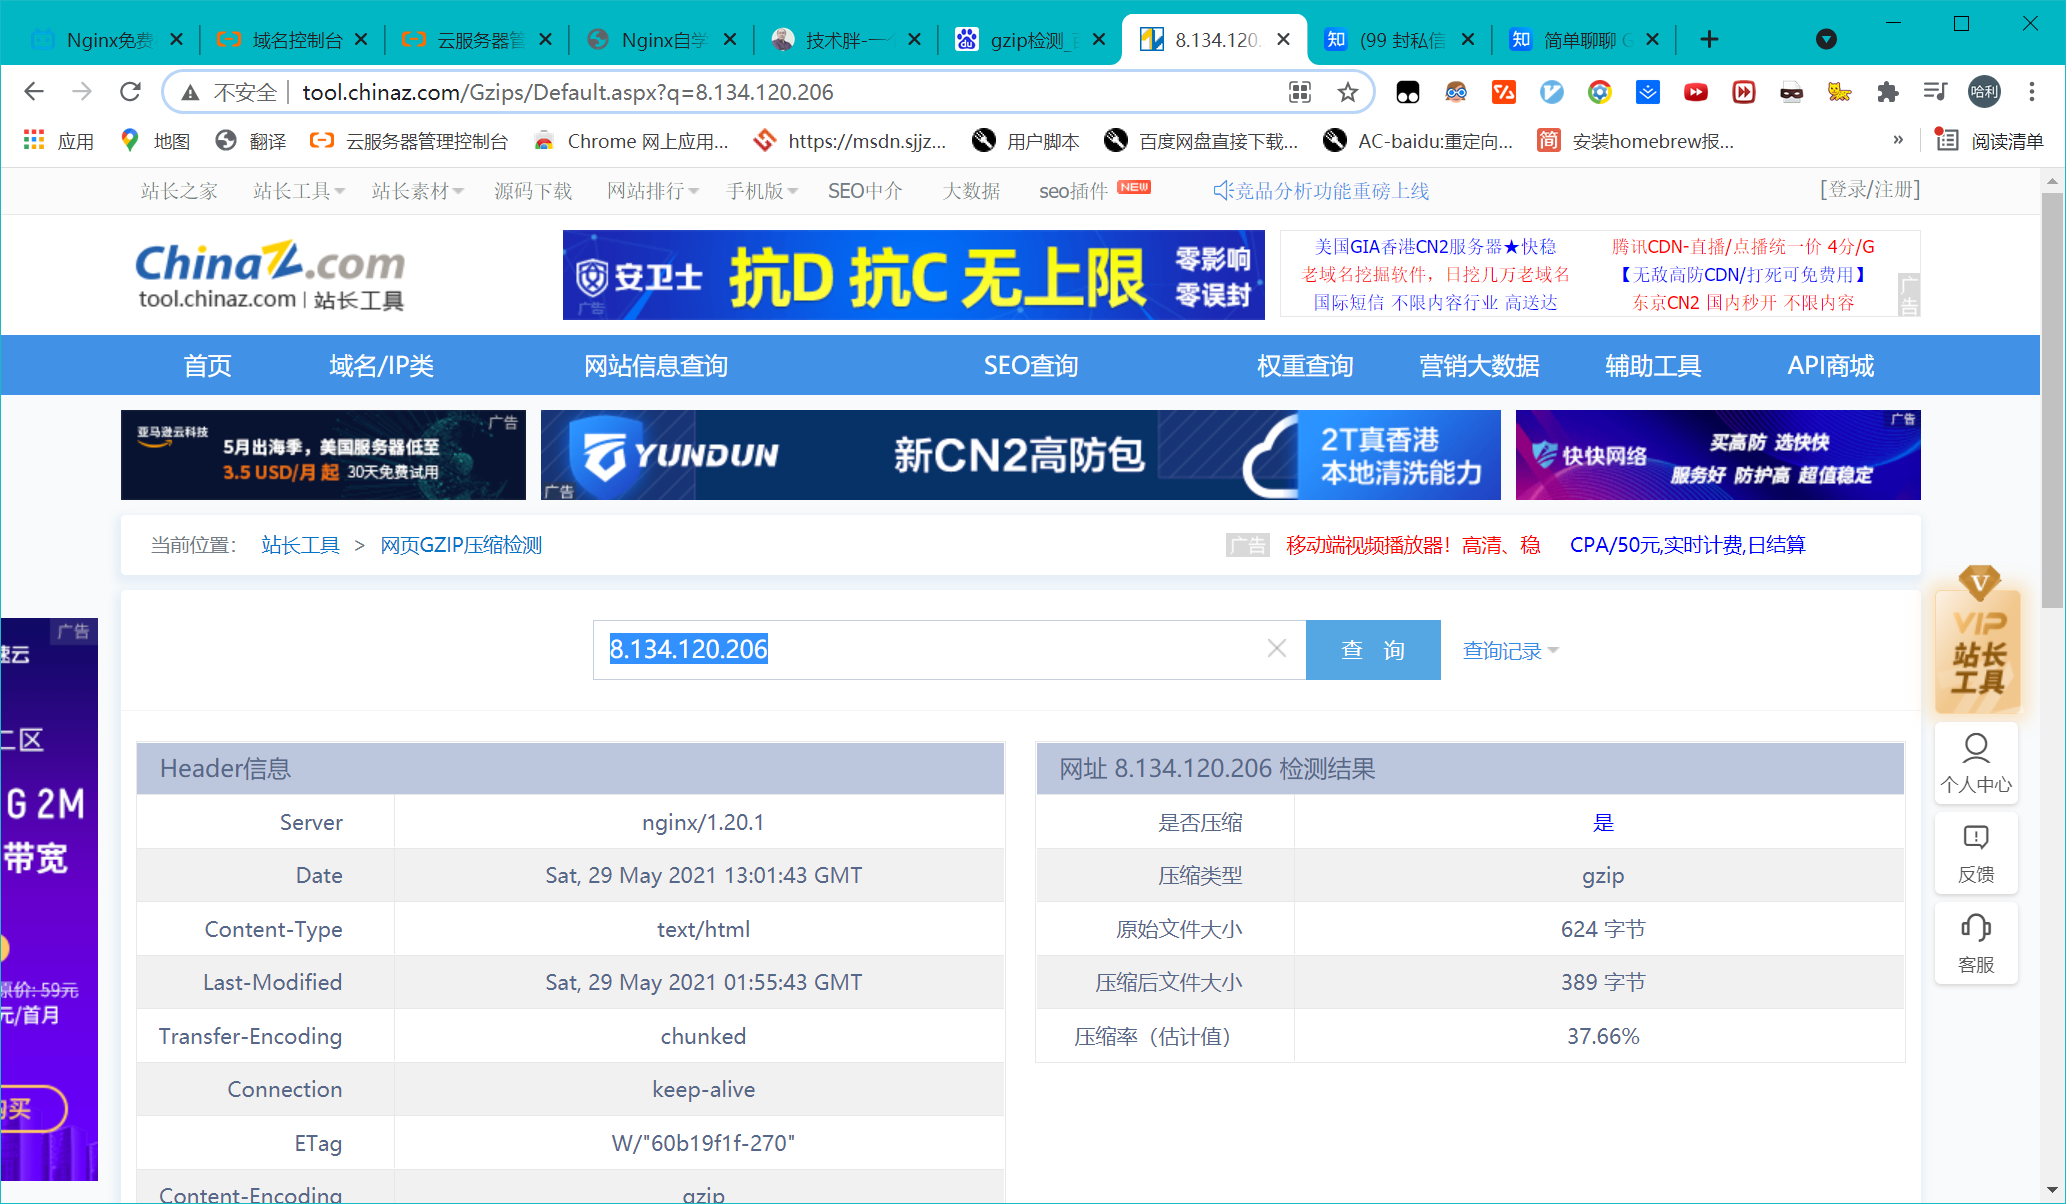 Nginx免费 域名控制台 云服务器管 Nginx自学 技术胖-一个 gzip检测_百 8.134.120. (99 封私信 简单聊聊 G
不安全 tool.chinaz.com/Gzips/Default.aspx?q=8.134.120.206 哈利
应用 地图 翻译 云服务器管理控制台 Chrome 网上应用... https://msdn.sjjz... 用户脚本 百度网盘直接下载... AC-baidu:重定向... 简 安装homebrew报... » 阅读清单
站长之家 站长工具 站长素材 源码下载 网站排行 手机版 SEO中介 大数据 seo插件 NEW 竞品分析功能重磅上线 [登录/注册]
ChinaZ.com
tool.chinaz.com 站长工具
安卫士 抗D 抗C 无上限 零影响 零误封
广告
美国GIA香港CN2服务器★快稳 腾讯CDN-直播/点播统一价 4分/G
老域名挖掘软件，日挖几万老域名 【无敌高防CDN/打死可免费用】
国际短信 不限内容行业 高送达 东京CN2 国内秒开 不限内容
广告
首页 域名/IP类 网站信息查询 SEO查询 权重查询 营销大数据 辅助工具 API商城
亚马逊云科技 5月出海季，美国服务器低至 广告
3.5 USD/月 起 30天免费试用
YUNDUN 新CN2高防包 2T真香港
本地清洗能力
广告
快快网络 买高防 选快快 广告
服务好 防护高 超值稳定
当前位置： 站长工具 > 网页GZIP压缩检测 广告 移动端视频播放器！高清、稳 CPA/50元,实时计费,日结算
广告
速云
二区
G 2M
带宽
原价: 59元
元/首月
购买
8.134.120.206 查 询 查询记录
V
VIP
站长
工具
个人中心
反馈
客服
Header信息
Server nginx/1.20.1
Date Sat, 29 May 2021 13:01:43 GMT
Content-Type text/html
Last-Modified Sat, 29 May 2021 01:55:43 GMT
Transfer-Encoding chunked
Connection keep-alive
ETag W/"60b19f1f-270"
Content-Encoding gzip
网址 8.134.120.206 检测结果
是否压缩 是
压缩类型 gzip
原始文件大小 624 字节
压缩后文件大小 389 字节
压缩率（估计值） 37.66%